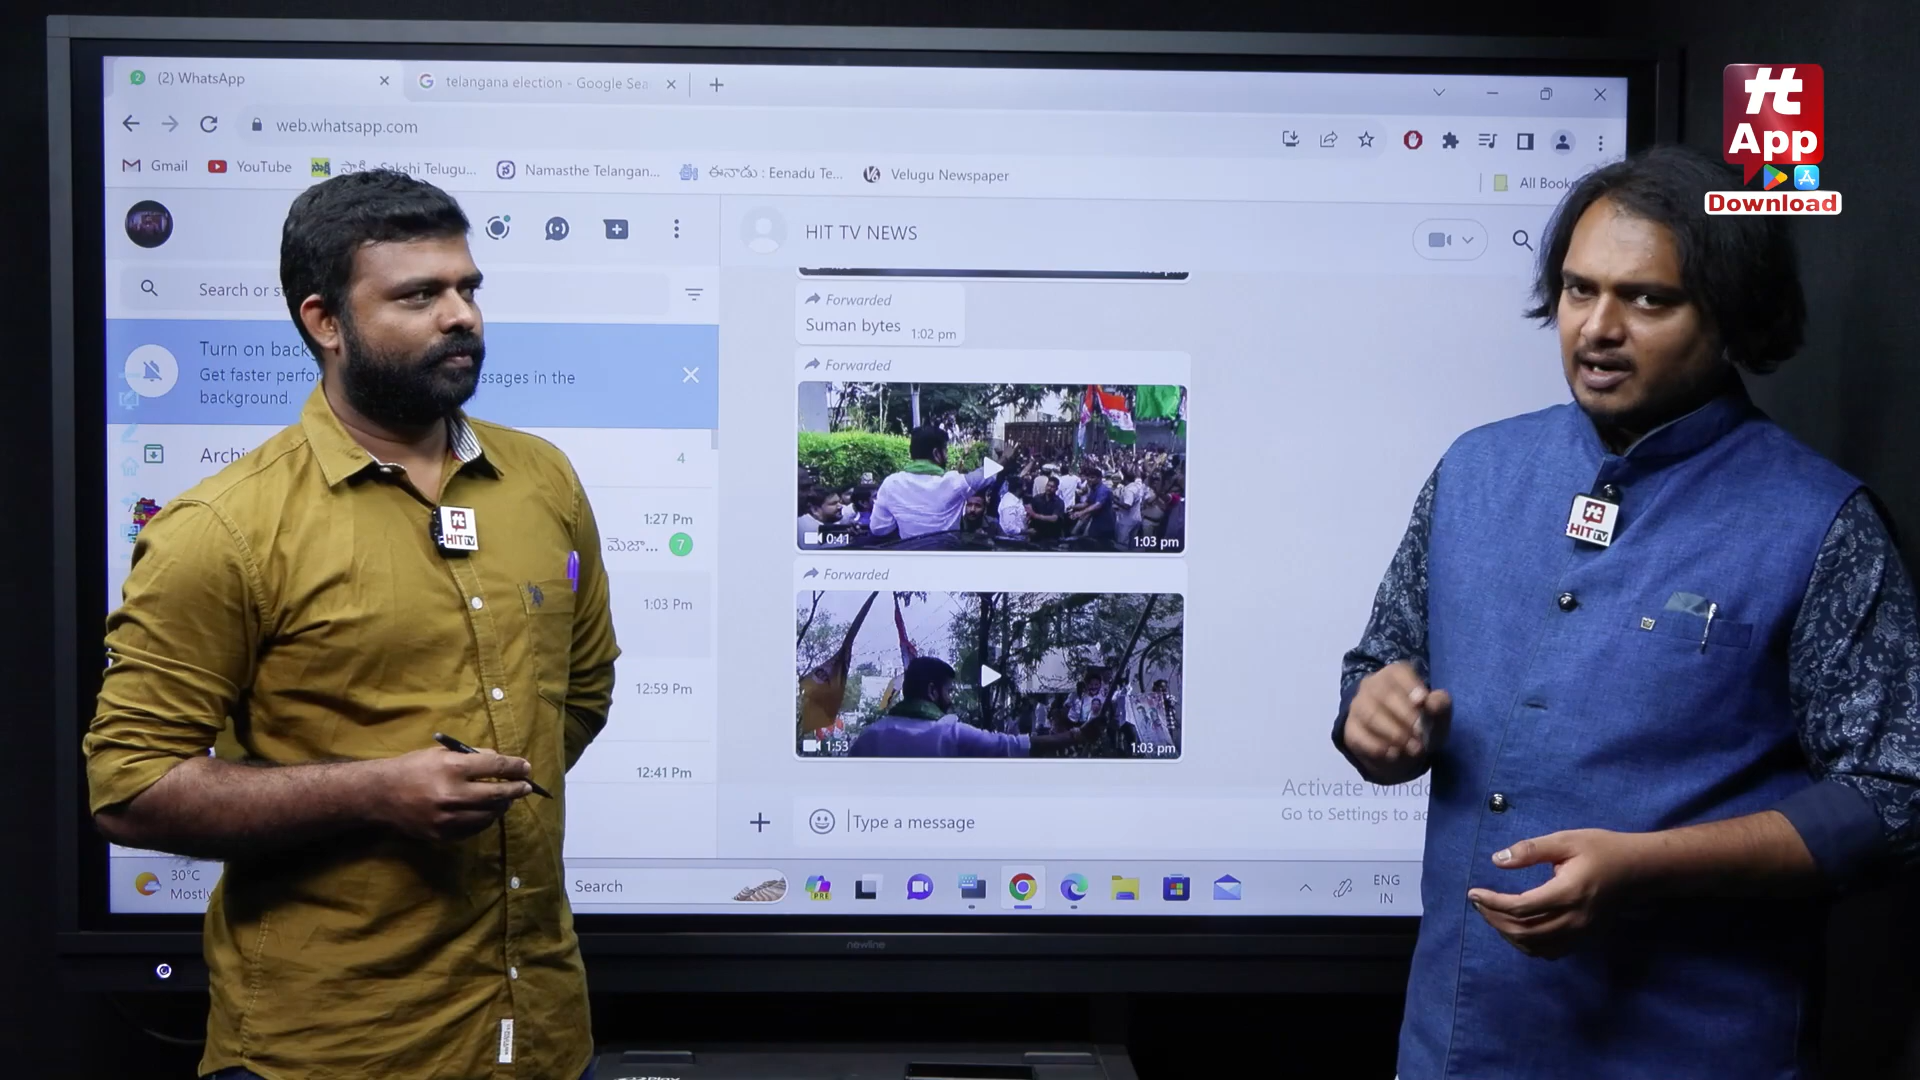 (2) WhatsApp
telangana election - Google Sea
web.whatsapp.com
Gmail
YouTube
సాక్షి :Sakshi Telugu...
Namasthe Telangan...
ఈనాడు : Eenadu Te...
Velugu Newspaper
All Book
App
Download
HIT TV NEWS
Search or st
Forwarded
Suman bytes 1:02 pm
Turn on back
Get faster perfor
ssages in the
background.
Forwarded
0:41
1:03 pm
Archi
4
1:27 Pm
మెజా... 7
HIT TV
HIT TV
Forwarded
1:03 Pm
12:59 Pm
1:53
1:03 pm
12:41 Pm
Activate Windo
Go to Settings to ac
Type a message
30°C
Mostly
Search
PRE
ENG
IN
newline